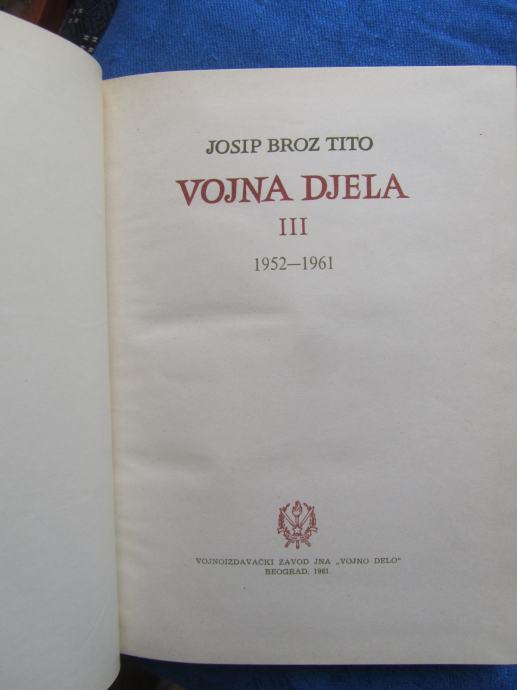 JOSIP BROZ TITO
VOJNA DJELA
III
1952—1961
VOJNOIZDAVAČKI ZAVOD JNA „VOJNO DELO“
BEOGRAD, 1961.